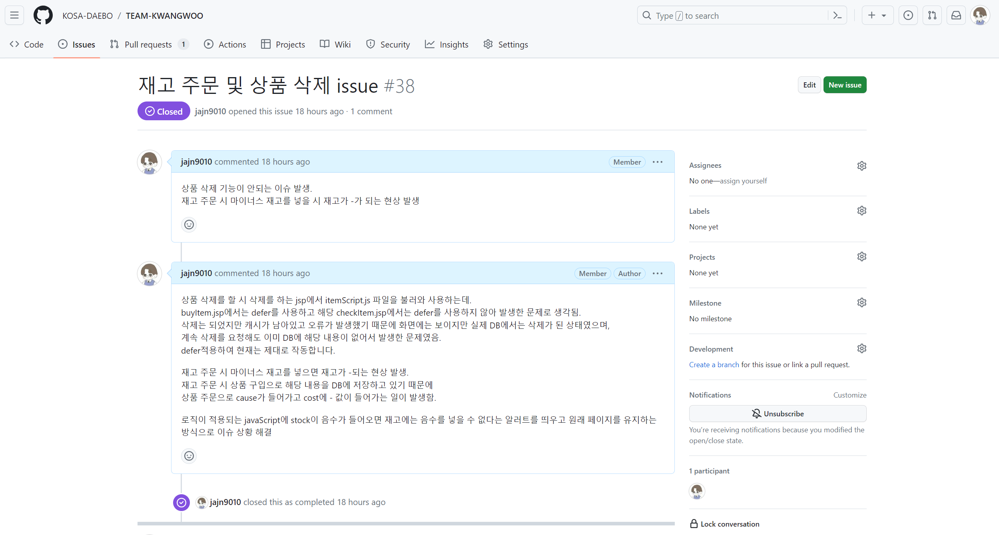 KOSA-DAEBO / TEAM-KWANGWOO
Type / to search
Code
Issues
Pull requests 1
Actions
Projects
Wiki
Security
Insights
Settings
재고 주문 및 상품 삭제 issue #38
Edit
New issue
Closed
jajn9010 opened this issue 18 hours ago · 1 comment
jajn9010 commented 18 hours ago
Member
상품 삭제 기능이 안되는 이슈 발생.
재고 주문 시 마이너스 재고를 넣을 시 재고가 -가 되는 현상 발생
jajn9010 commented 18 hours ago
Member
Author
상품 삭제를 할 시 삭제를 하는 jsp에서 itemScript.js 파일을 불러와 사용하는데.
buyItem.jsp에서는 defer를 사용하고 해당 checkItem.jsp에서는 defer를 사용하지 않아 발생한 문제로 생각됨.
삭제는 되었지만 캐시가 남아있고 오류가 발생했기 때문에 화면에는 보이지만 실제 DB에서는 삭제가 된 상태였으며,
계속 삭제를 요청해도 이미 DB에 해당 내용이 없어서 발생한 문제였음.
defer적용하여 현재는 제대로 작동합니다.
재고 주문 시 마이너스 재고를 넣으면 재고가 -되는 현상 발생.
재고 주문 시 상품 구입으로 해당 내용을 DB에 저장하고 있기 때문에
상품 주문으로 cause가 들어가고 cost에 - 값이 들어가는 일이 발생함.
로직이 적용되는 javaScript에 stock이 음수가 들어오면 재고에는 음수를 넣을 수 없다는 알러트를 띄우고 원래 페이지를 유지하는
방식으로 이슈 상황 해결
jajn9010 closed this as completed 18 hours ago
Assignees
No one—assign yourself
Labels
None yet
Projects
None yet
Milestone
No milestone
Development
Create a branch for this issue or link a pull request.
Notifications
Customize
Unsubscribe
You're receiving notifications because you modified the
open/close state.
1 participant
Lock conversation